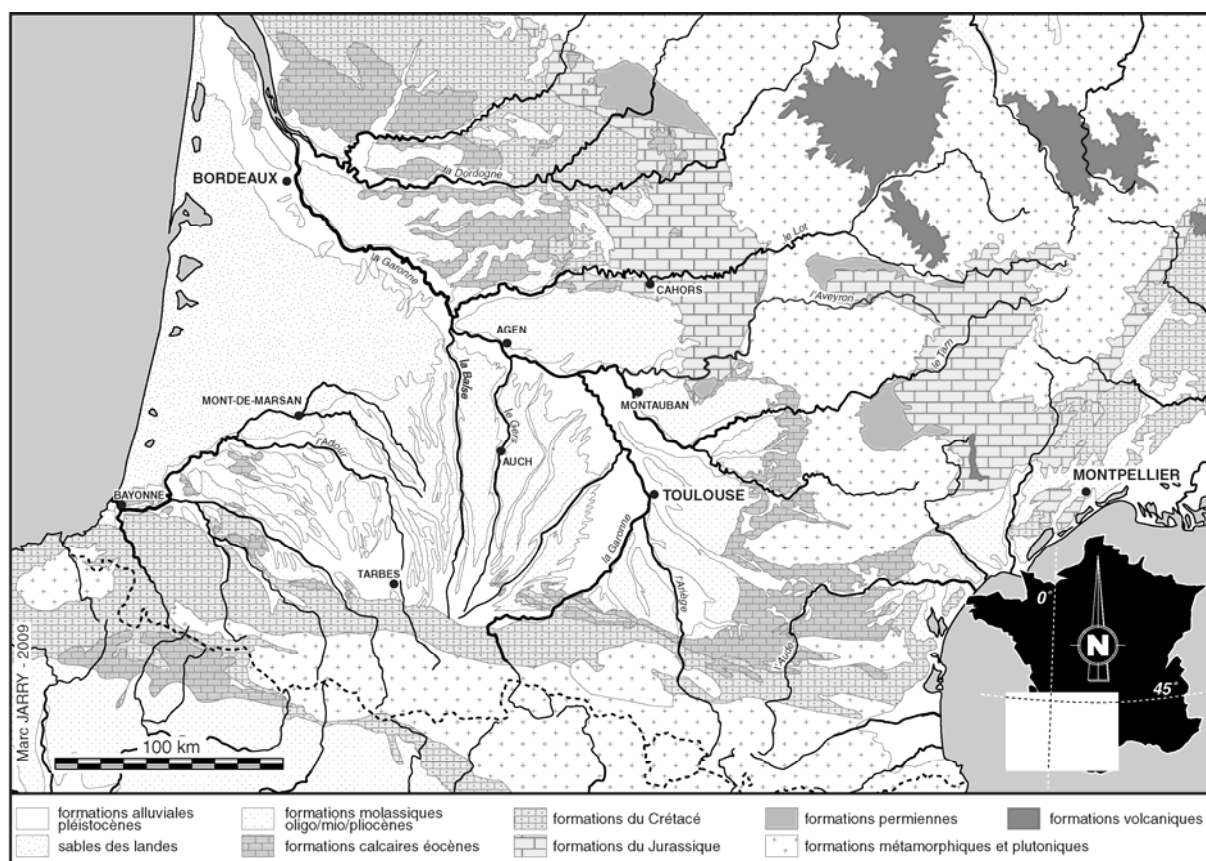 la Dordogne
BORDEAUX
le Lot
la Garonne
CAHORS
l'Aveyron
AGEN
le Tarn
la Baïse
MONT-DE-MARSAN
MONTAUBAN
le Gers
l'Adour
AUCH
MONTPELLIER
BAYONNE
TOULOUSE
la Garonne
TARBES
l'Ariège
0°
N
l'Aude
45°
Marc JARRY - 2009
100 km
formations alluviales
pléistocènes
formations molassiques
oligo/mio/pliocènes
formations du Crétacé
formations permiennes
formations volcaniques
sables des landes
formations calcaires éocènes
formations du Jurassique
formations métamorphiques et plutoniques